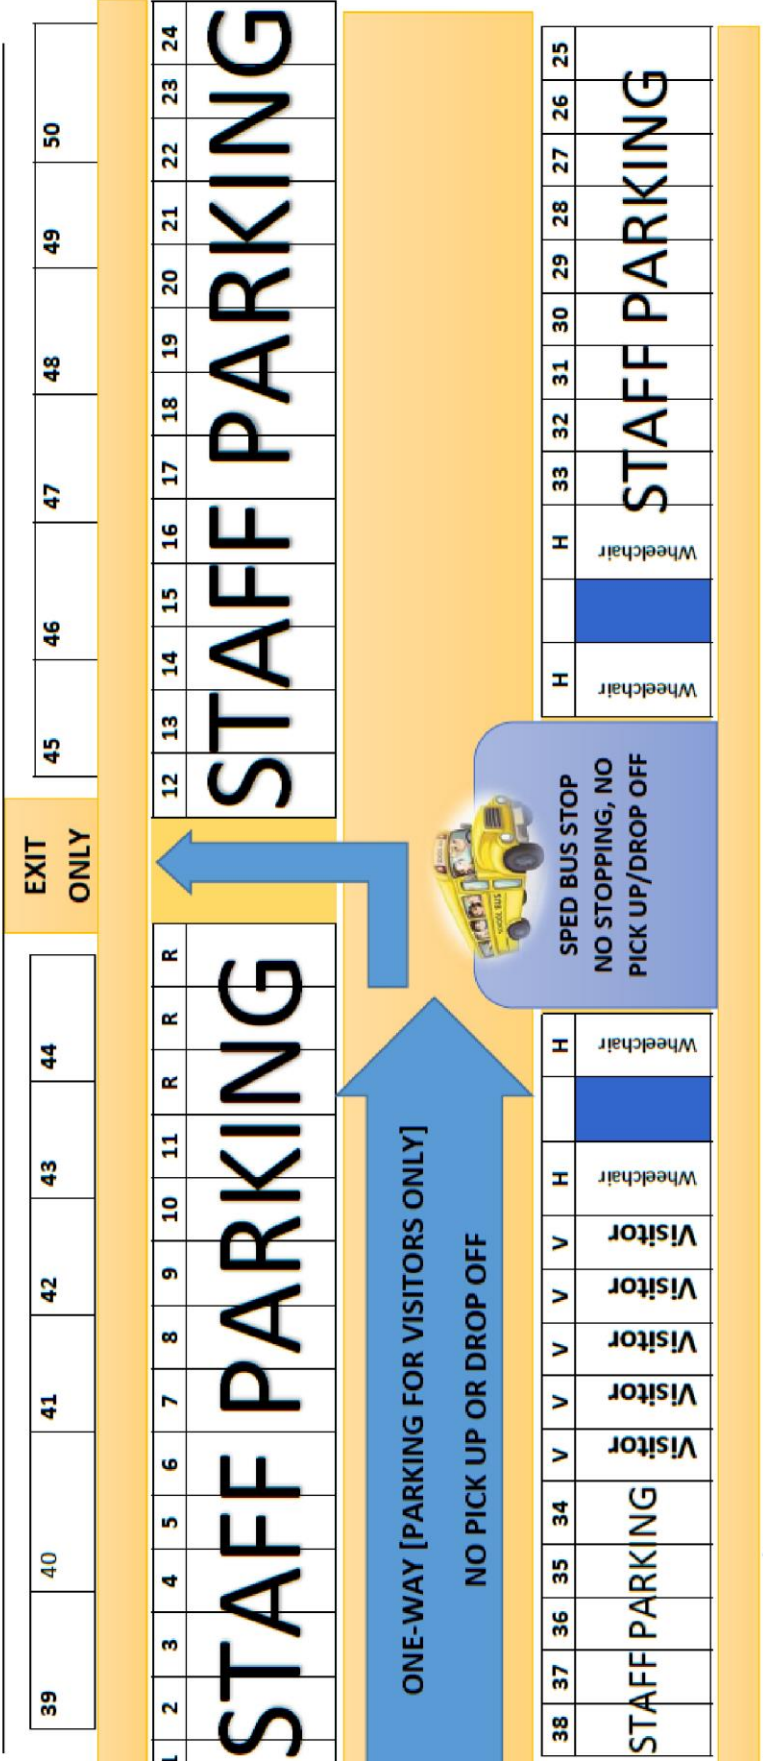 39 40 41 42 43 44
EXIT
ONLY
45 46 47 48 49 50
1 2 3 4 5 6 7 8 9 10 11 R R R
STAFF PARKING
12 13 14 15 16 17 18 19 20 21 22 23 24
STAFF PARKING
ONE-WAY [PARKING FOR VISITORS ONLY]
NO PICK UP OR DROP OFF
38 37 36 35 34 V V V V V H H
STAFF PARKING
Visitor
Visitor
Visitor
Visitor
Visitor
Wheelchair
Wheelchair
SPED BUS STOP
NO STOPPING, NO
PICK UP/DROP OFF
H H 33 32 31 30 29 28 27 26 25
Wheelchair
Wheelchair
STAFF PARKING